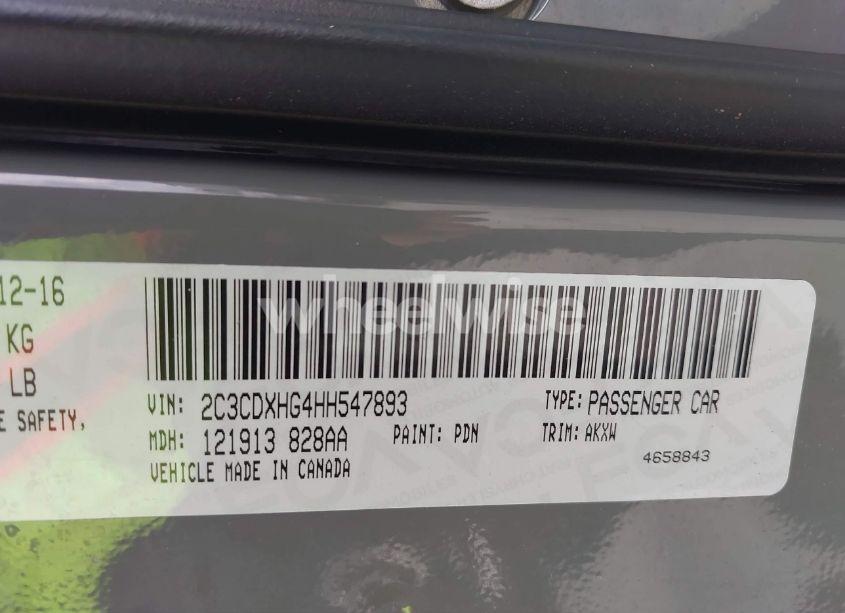 12-16
KG
LB
E SAFETY,
wheelwise
VIN: 2C3CDXHG4HH547893 TYPE: PASSENGER CAR
MDH: 121913 828AA PAINT: PDN TRIM: AKXW
VEHICLE MADE IN CANADA 4658843